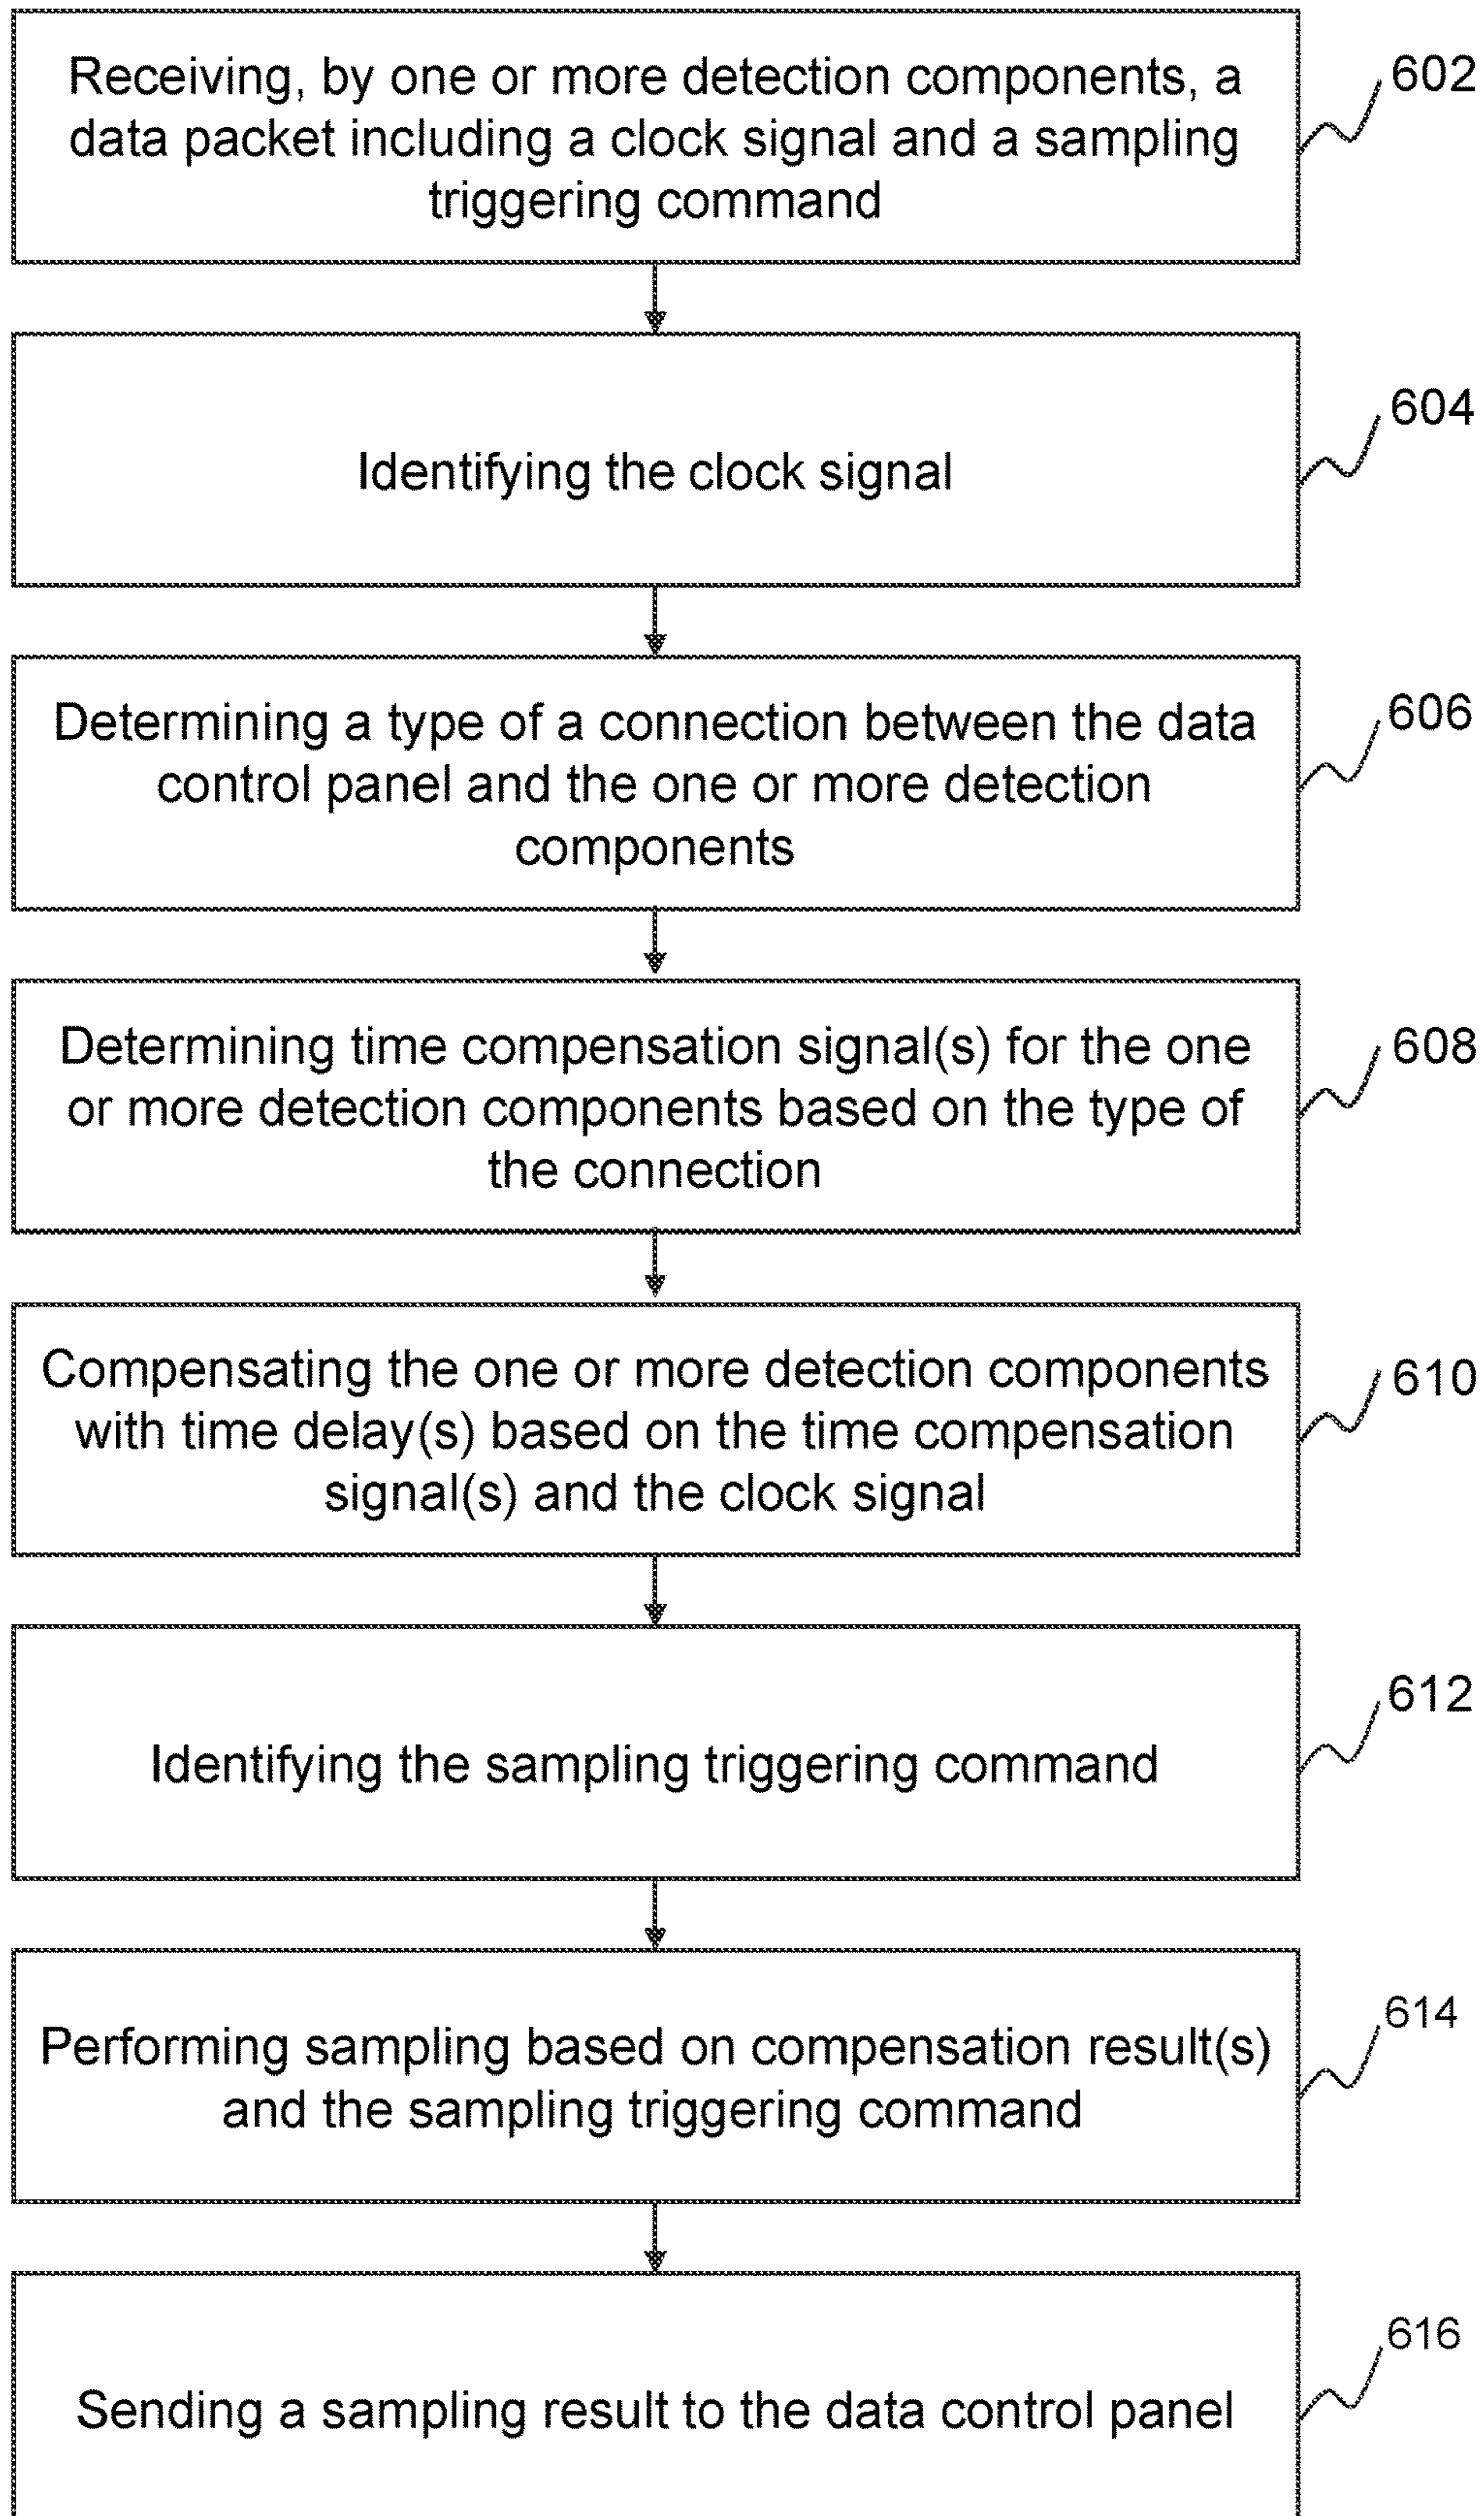 Receiving, by one or more detection components, a
data packet including a clock signal and a sampling
triggering command
602
Identifying the clock signal
604
Determining a type of a connection between the data
control panel and the one or more detection
components
606
Determining time compensation signal(s) for the one
or more detection components based on the type of
the connection
608
Compensating the one or more detection components
with time delay(s) based on the time compensation
signal(s) and the clock signal
610
Identifying the sampling triggering command
612
Performing sampling based on compensation result(s)
and the sampling triggering command
614
Sending a sampling result to the data control panel
616